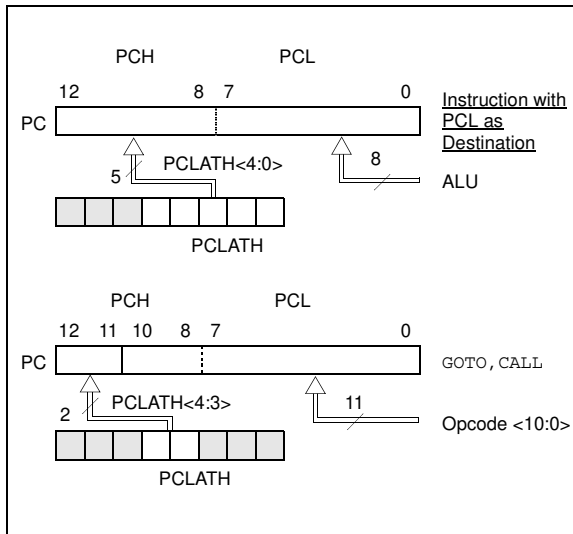 PCH PCL
12 8 7 0
PC
Instruction with
PCL as
Destination
5 PCLATH<4:0>
8
ALU
PCLATH
PCH PCL
12 11 10 8 7 0
PC
GOTO, CALL
2 PCLATH<4:3>
11
Opcode <10:0>
PCLATH